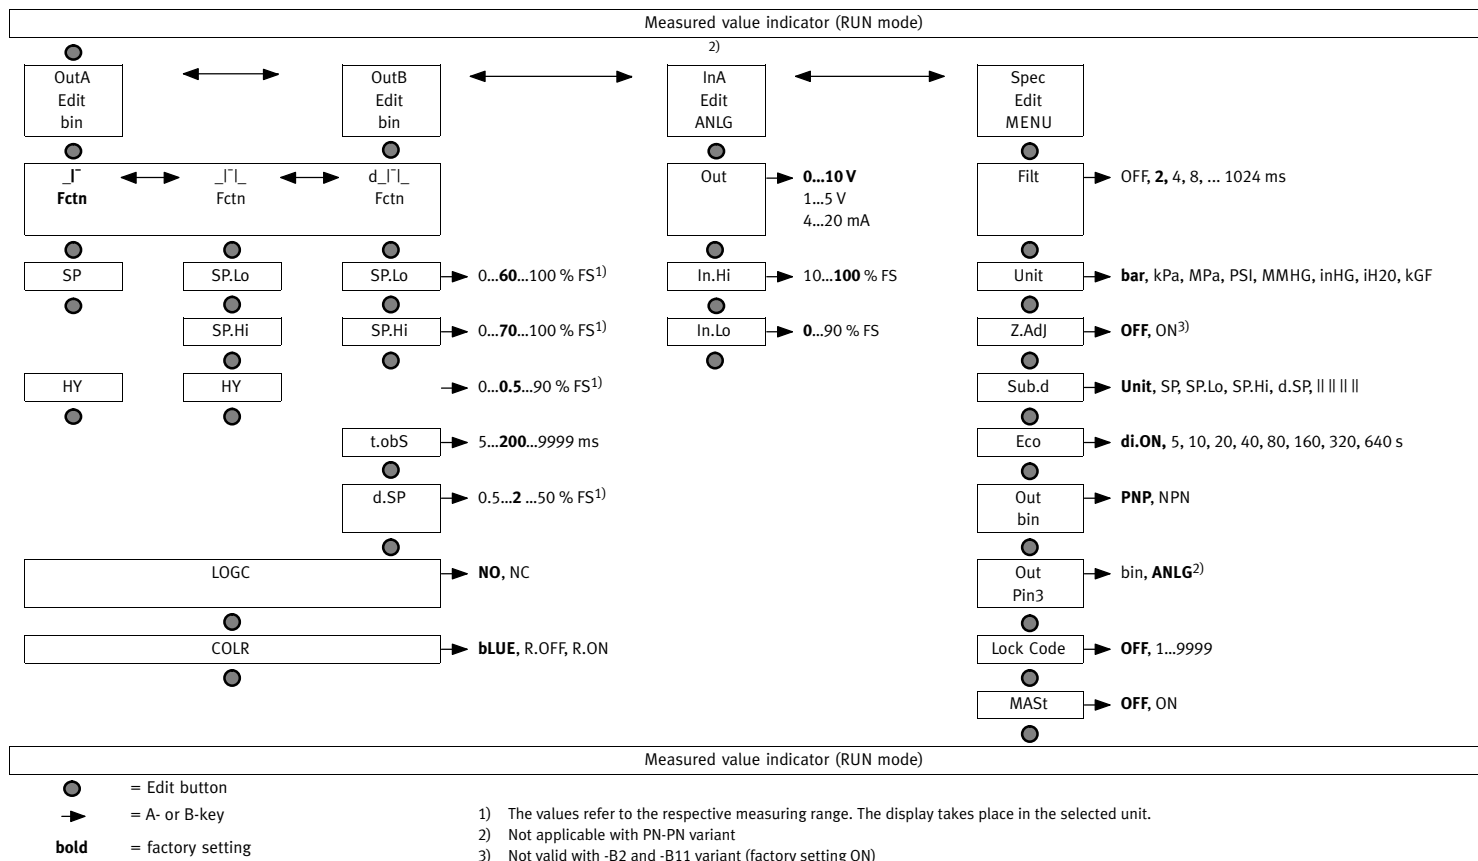 Measured value indicator (RUN mode)
2)
OutA
Edit
bin
OutB
Edit
bin
InA
Edit
ANLG
Spec
Edit
MENU
_|¯
Fctn
_|¯|_
Fctn
d_|¯|_
Fctn
Out
0...10 V
1...5 V
4...20 mA
Filt
OFF, 2, 4, 8, ... 1024 ms
SP
SP.Lo
SP.Lo
0...60...100 % FS1)
In.Hi
10...100 % FS
Unit
bar, kPa, MPa, PSI, MMHG, inHG, iH20, kGF
SP.Hi
SP.Hi
0...70...100 % FS1)
In.Lo
0...90 % FS
Z.AdJ
OFF, ON3)
HY
HY
0...0.5...90 % FS1)
Sub.d
Unit, SP, SP.Lo, SP.Hi, d.SP, || || || ||
t.obS
5...200...9999 ms
Eco
di.ON, 5, 10, 20, 40, 80, 160, 320, 640 s
d.SP
0.5...2 ...50 % FS1)
Out
bin
PNP, NPN
LOGC
NO, NC
Out
Pin3
bin, ANLG2)
COLR
bLUE, R.OFF, R.ON
Lock Code
OFF, 1...9999
MASt
OFF, ON
Measured value indicator (RUN mode)
= Edit button
= A- or B-key
bold = factory setting
1) The values refer to the respective measuring range. The display takes place in the selected unit.
2) Not applicable with PN-PN variant
3) Not valid with -B2 and -B11 variant (factory setting ON)